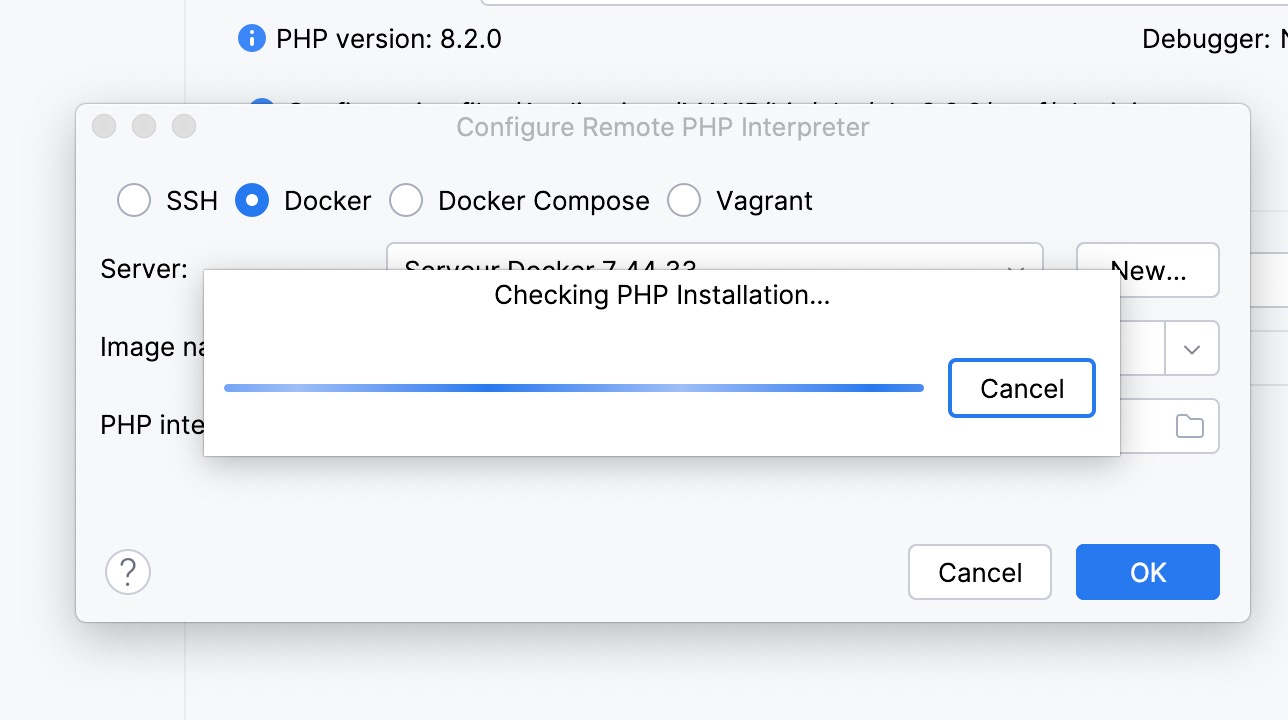 PHP version: 8.2.0
Debugger:
Configure Remote PHP Interpreter
SSH
Docker
Docker Compose
Vagrant
Server:
Serveur Docker 7.44.33
New...
Checking PHP Installation...
Image na
Cancel
PHP inte
?
Cancel
OK